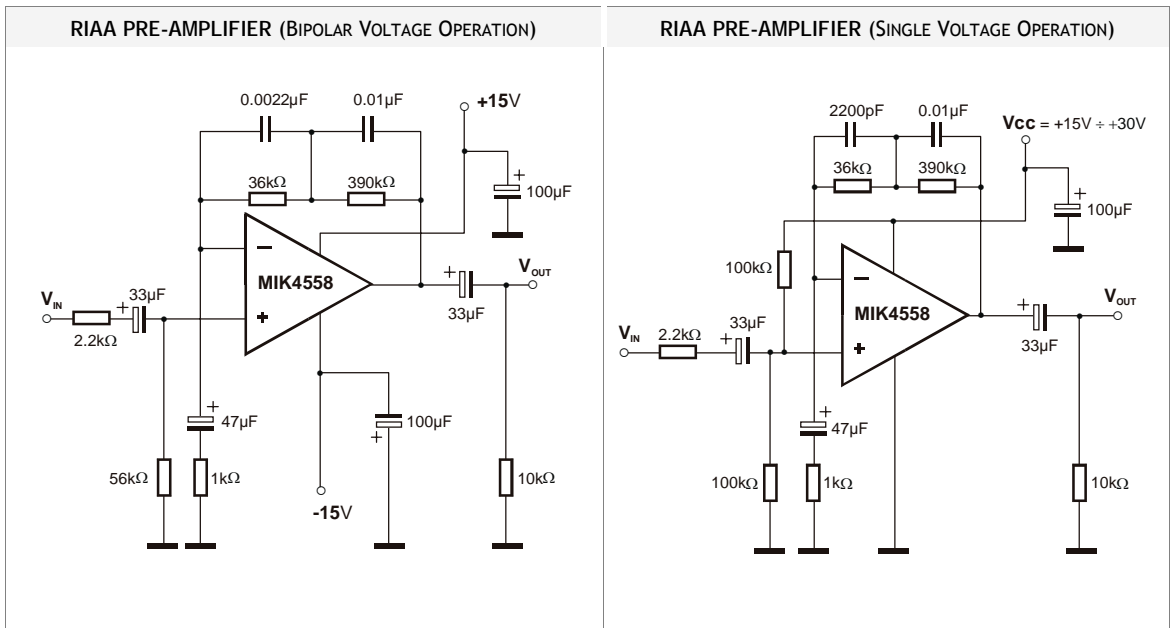 RIAA PRE-AMPLIFIER (BIPOLAR VOLTAGE OPERATION)
0.0022µF
0.01µF
+15V
36kΩ
390kΩ
+
100µF
−
MIK4558
+
VIN
+
33µF
2.2kΩ
+
33µF
VOUT
+
47µF
+
100µF
56kΩ
1kΩ
10kΩ
-15V
RIAA PRE-AMPLIFIER (SINGLE VOLTAGE OPERATION)
2200pF
0.01µF
Vcc = +15V ÷ +30V
36kΩ
390kΩ
+
100µF
100kΩ
−
MIK4558
+
VIN
2.2kΩ
+
33µF
+
33µF
VOUT
+
47µF
100kΩ
1kΩ
10kΩ